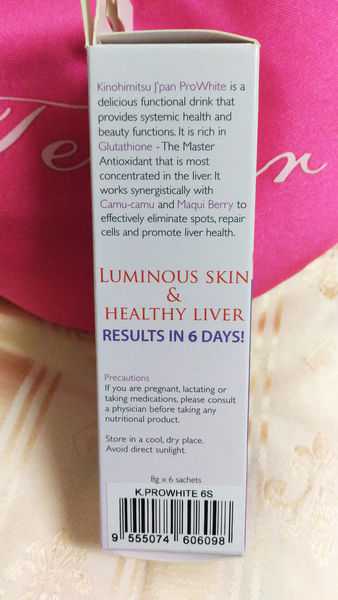 Kinohimitsu J'pan ProWhite is a
delicious functional drink that
provides systemic health and
beauty functions. It is rich in
Glutathione - The Master
Antioxidant that is most
concentrated in the liver. It
works synergistically with
Camu-camu and Maqui Berry to
effectively eliminate spots, repair
cells and promote liver health.
LUMINOUS SKIN
&
HEALTHY LIVER
RESULTS IN 6 DAYS!
Precautions
If you are pregnant, lactating or
taking medications, please consult
a physician before taking any
nutritional product.
Store in a cool, dry place.
Avoid direct sunlight.
8g x 6 sachets
K.PROWHITE 6S
9 555074 606098